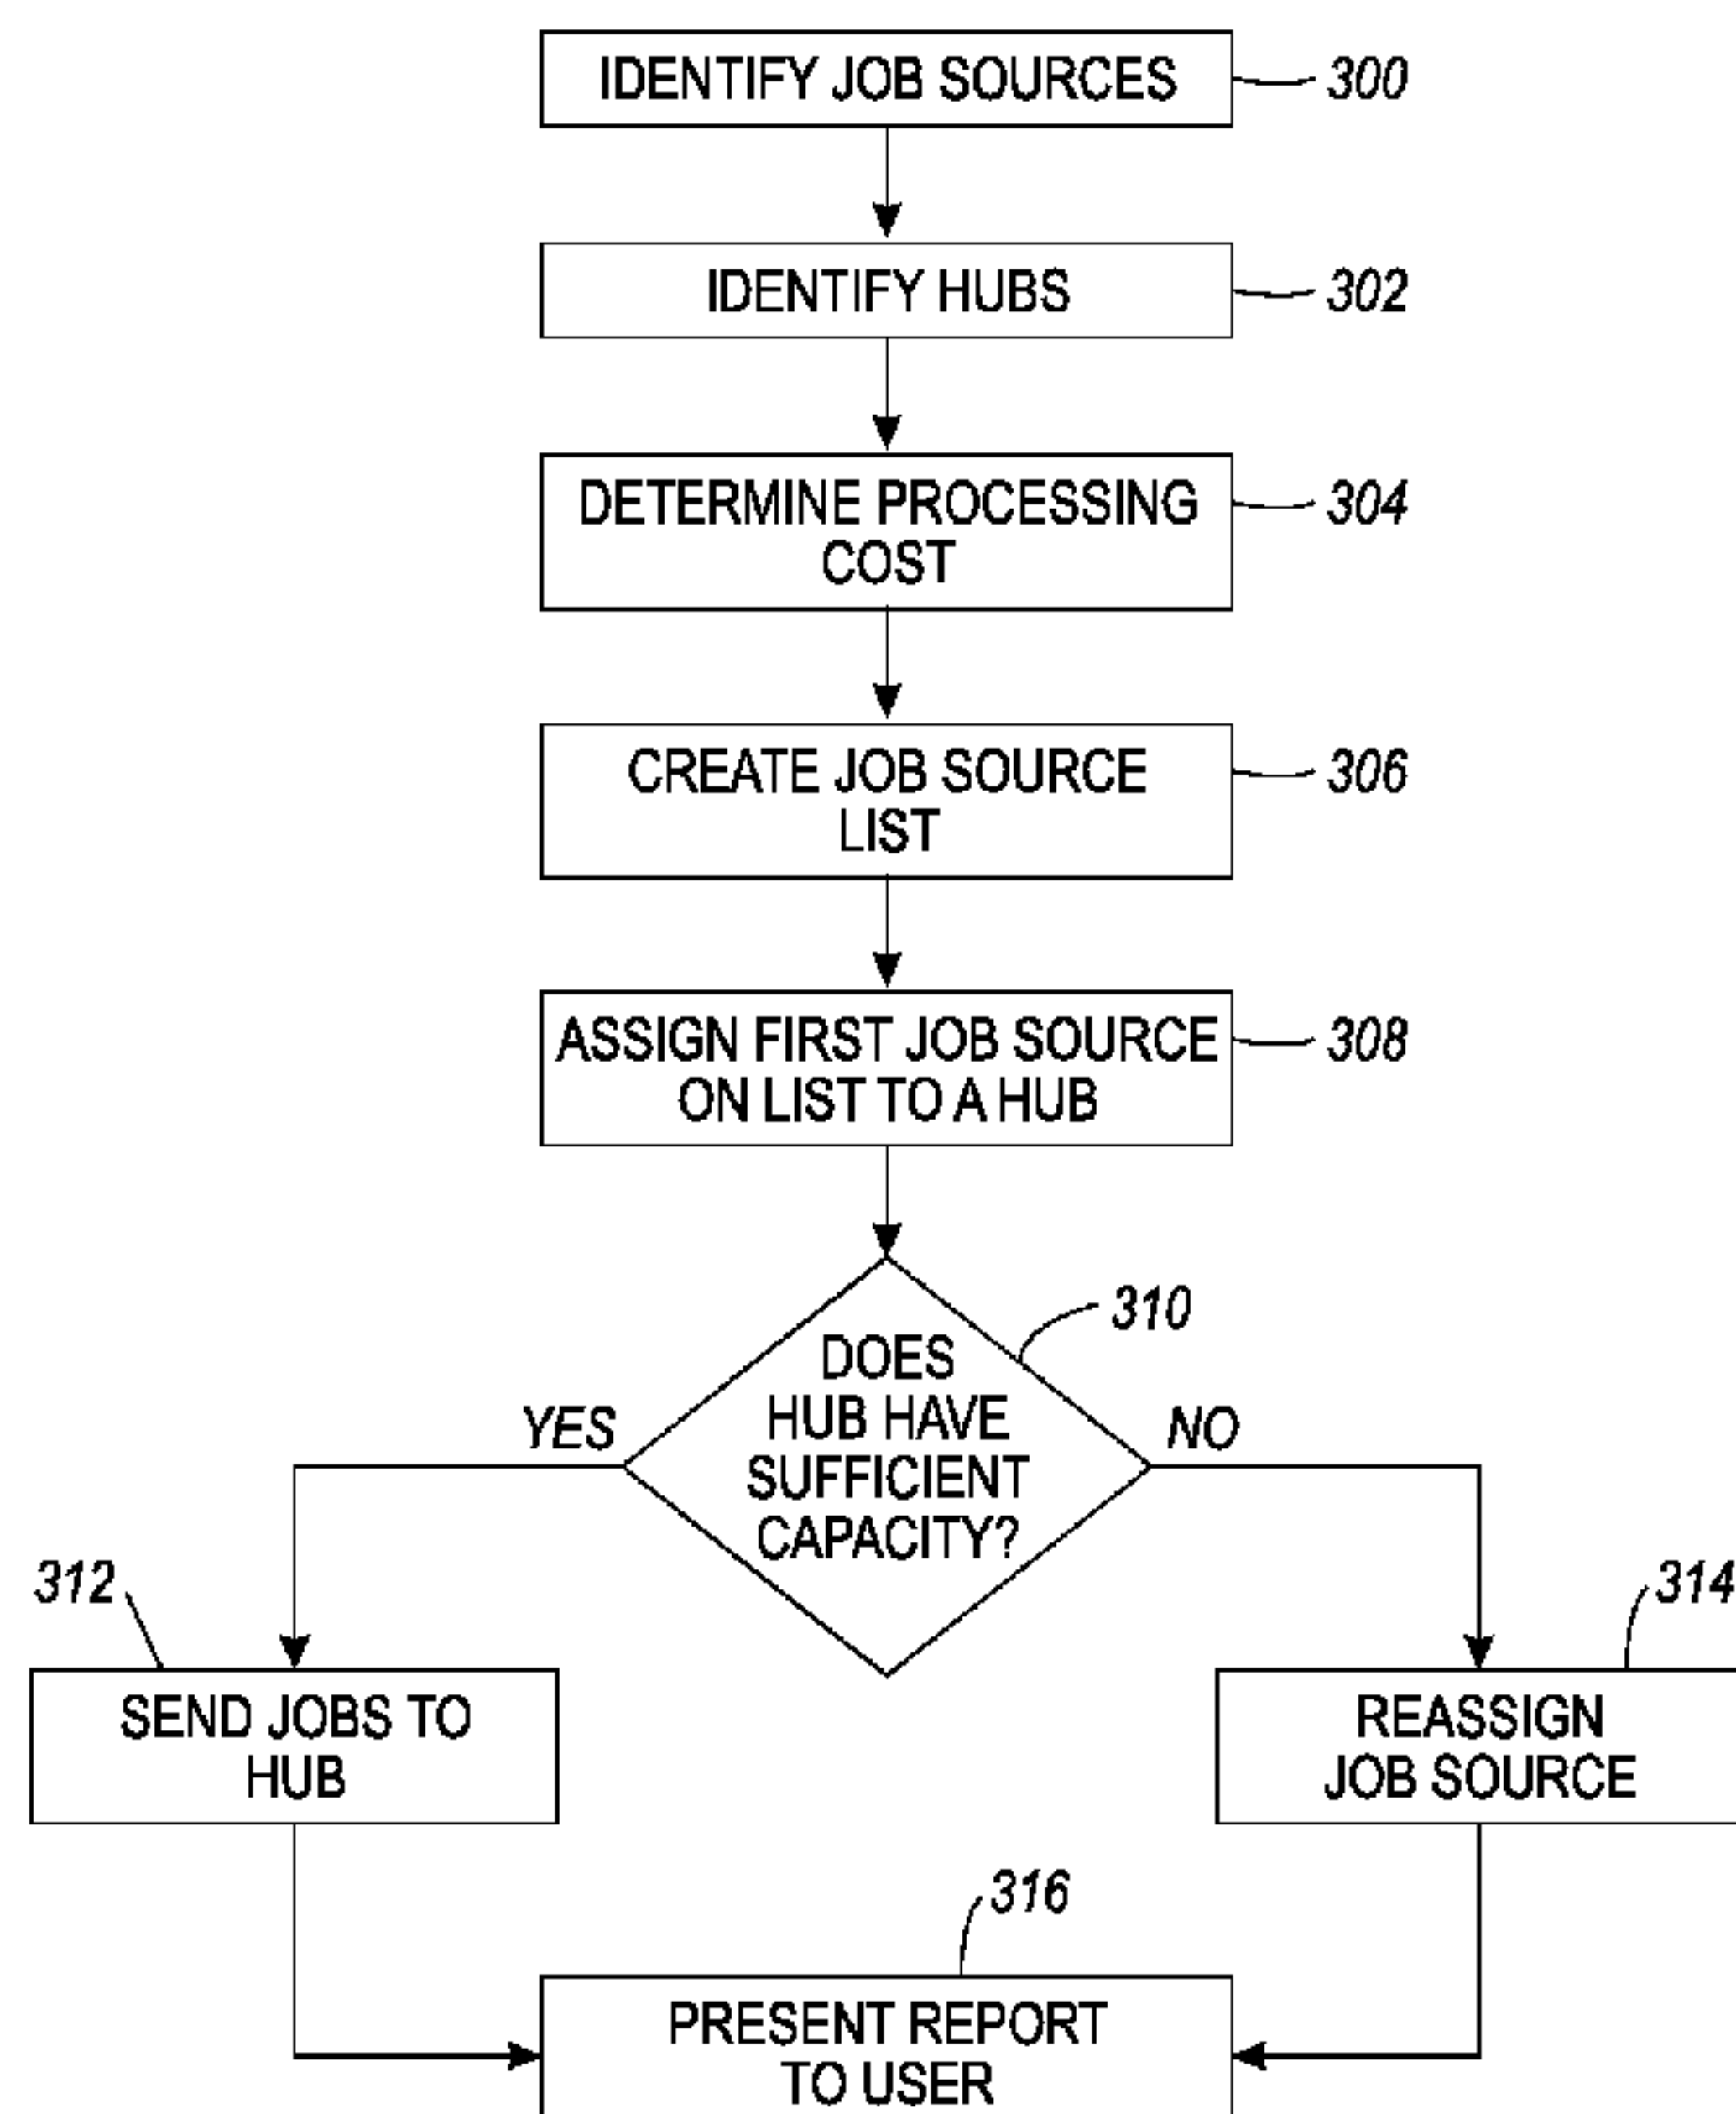 IDENTIFY JOB SOURCES
300
IDENTIFY HUBS
302
DETERMINE PROCESSING
COST
304
CREATE JOB SOURCE
LIST
306
ASSIGN FIRST JOB SOURCE
ON LIST TO A HUB
308
310
DOES
HUB HAVE
SUFFICIENT
CAPACITY?
YES
NO
312
SEND JOBS TO
HUB
314
REASSIGN
JOB SOURCE
316
PRESENT REPORT
TO USER